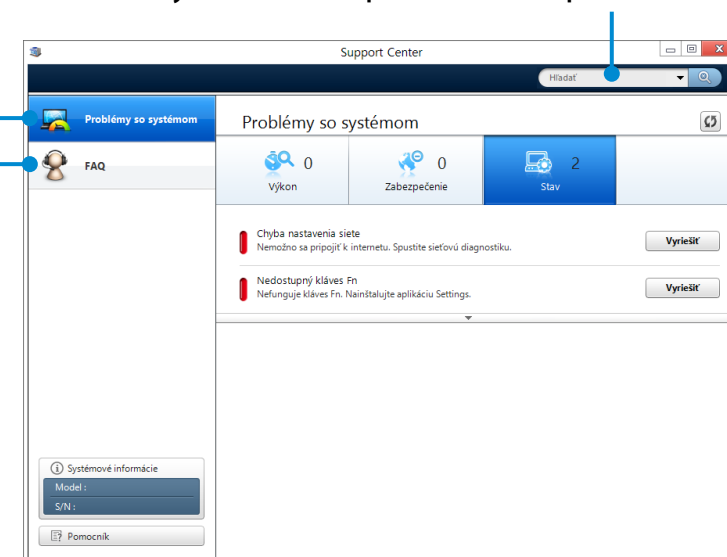 Support Center
Hľadať
Problémy so systémom
FAQ
Problémy so systémom
0
Výkon
0
Zabezpečenie
2
Stav
Chyba nastavenia siete
Nemožno sa pripojiť k internetu. Spustite sieťovú diagnostiku.
Vyriešiť
Nedostupný kláves Fn
Nefunguje kláves Fn. Nainštalujte aplikáciu Settings.
Vyriešiť
Systémové informácie
Model :
S/N :
Pomocník